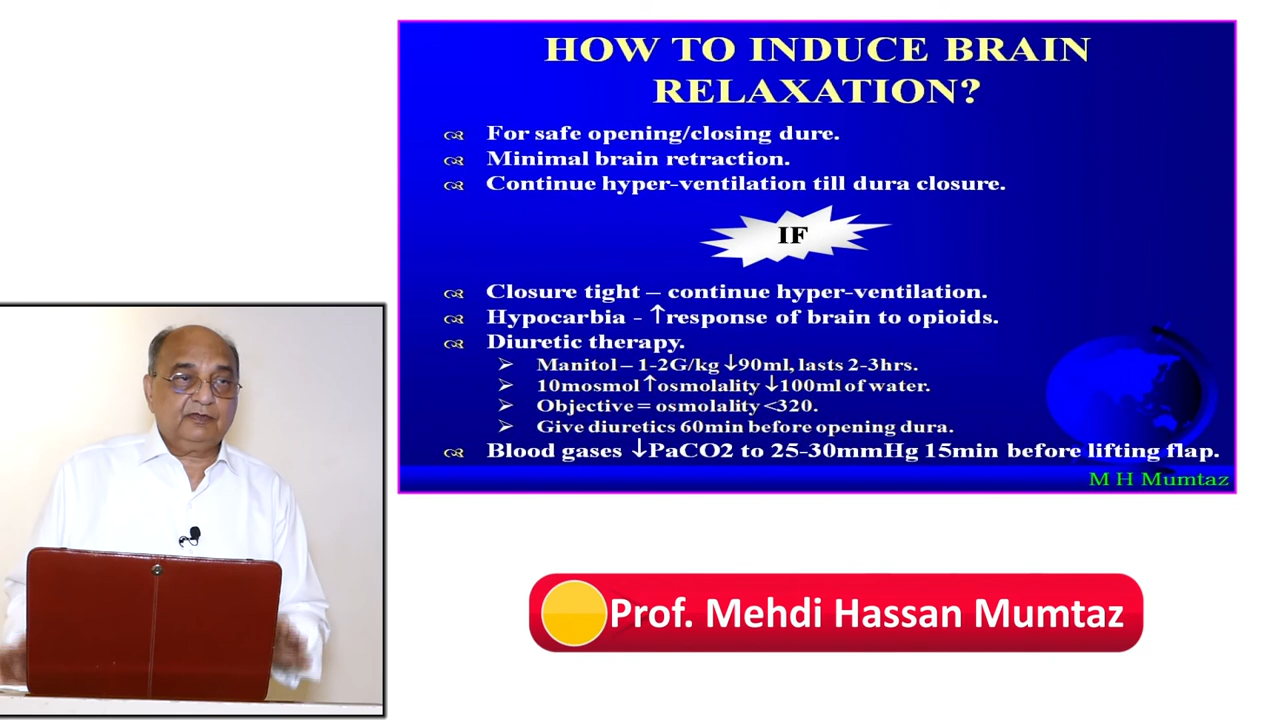 HOW TO INDUCE BRAIN
RELAXATION?
For safe opening/closing dure.
Minimal brain retraction.
Continue hyper-ventilation till dura closure.
IF
Closure tight – continue hyper-ventilation.
Hypocarbia - ↑response of brain to opioids.
Diuretic therapy.
Manitol – 1-2G/kg ↓90ml, lasts 2-3hrs.
10mosmol ↑osmolality ↓100ml of water.
Objective = osmolality <320.
Give diuretics 60min before opening dura.
Blood gases ↓PaCO2 to 25-30mmHg 15min before lifting flap.
M H Mumtaz
Prof. Mehdi Hassan Mumtaz